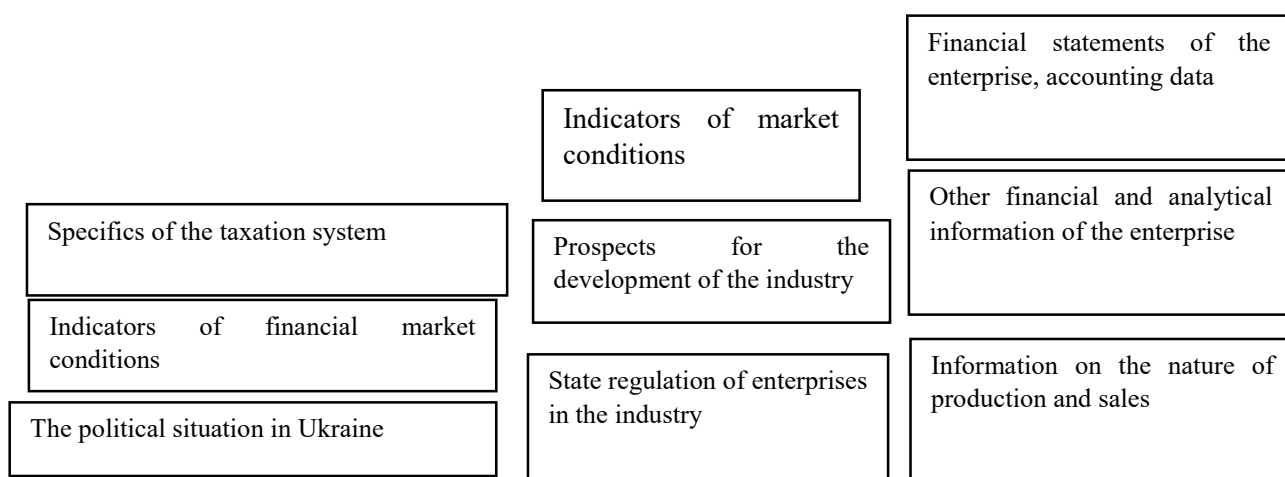 Specifics of the taxation system
Indicators of financial market
conditions
The political situation in Ukraine
Indicators of market
conditions
Prospects for the
development of the industry
State regulation of enterprises
in the industry
Financial statements of the
enterprise, accounting data
Other financial and analytical
information of the enterprise
Information on the nature of
production and sales